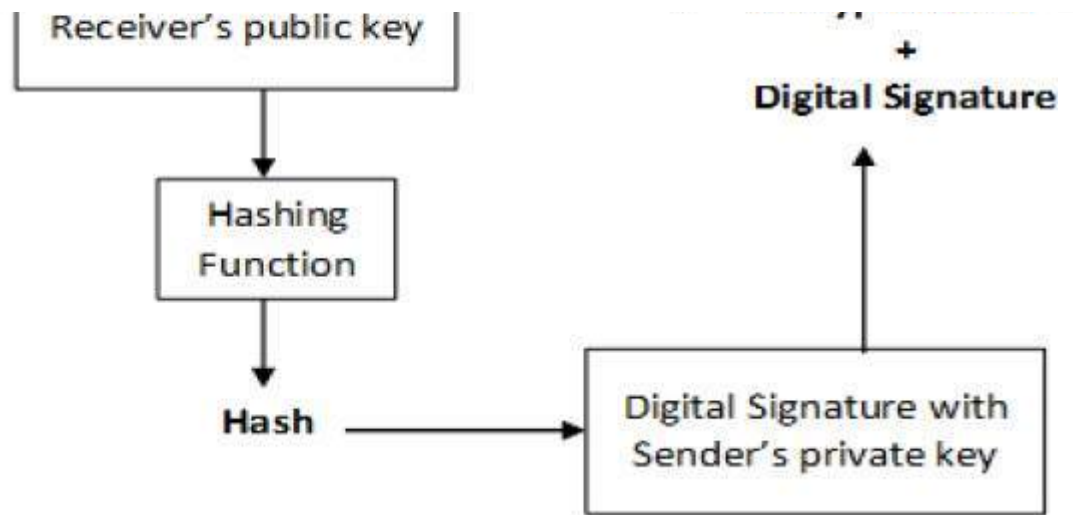 Receiver's public key
+
Digital Signature
Hashing
Function
Hash
Digital Signature with
Sender's private key